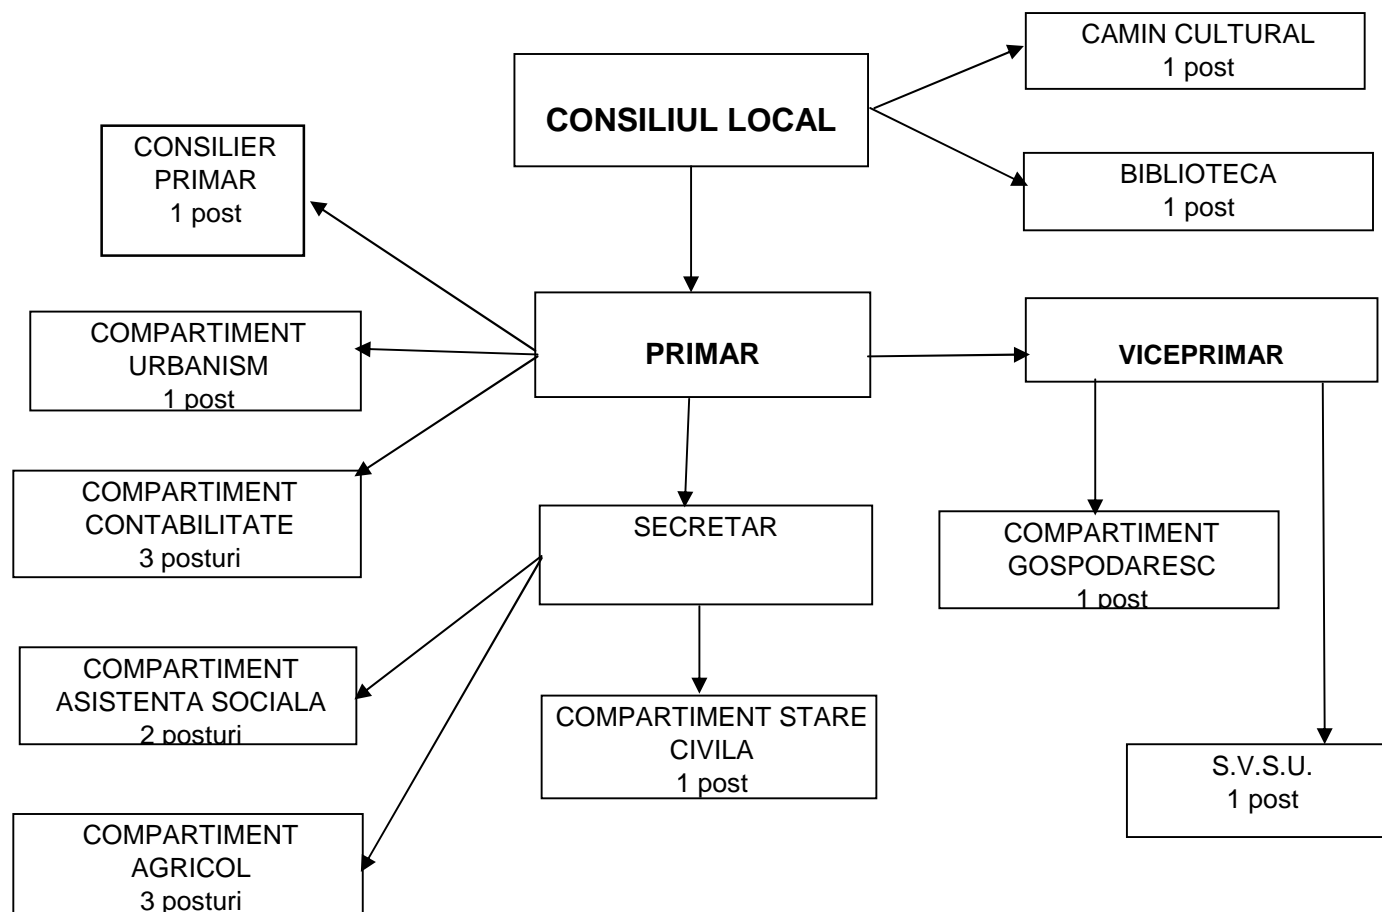 CAMIN CULTURAL
1 post
CONSILIUL LOCAL
CONSILIER
PRIMAR
1 post
BIBLIOTECA
1 post
COMPARTIMENT
URBANISM
1 post
PRIMAR
VICEPRIMAR
COMPARTIMENT
CONTABILITATE
3 posturi
SECRETAR
COMPARTIMENT
GOSPODARESC
1 post
COMPARTIMENT
ASISTENTA SOCIALA
2 posturi
COMPARTIMENT STARE
CIVILA
1 post
S.V.S.U.
1 post
COMPARTIMENT
AGRICOL
3 posturi